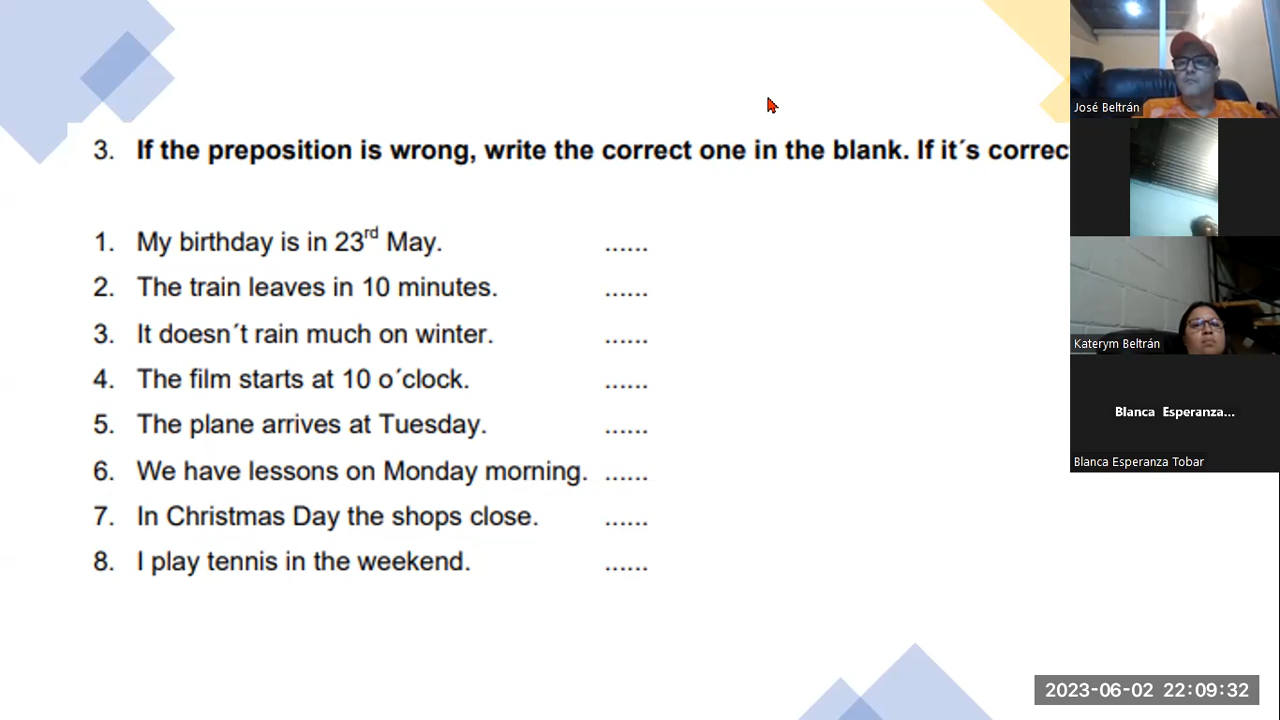 3. If the preposition is wrong, write the correct one in the blank. If it´s correc
1. My birthday is in 23rd May. ......
2. The train leaves in 10 minutes. ......
3. It doesn´t rain much on winter. ......
4. The film starts at 10 o´clock. ......
5. The plane arrives at Tuesday. ......
6. We have lessons on Monday morning. ......
7. In Christmas Day the shops close. ......
8. I play tennis in the weekend. ......
José Beltrán
Katerym Beltrán
Blanca Esperanza...
Blanca Esperanza Tobar
2023-06-02 22:09:32